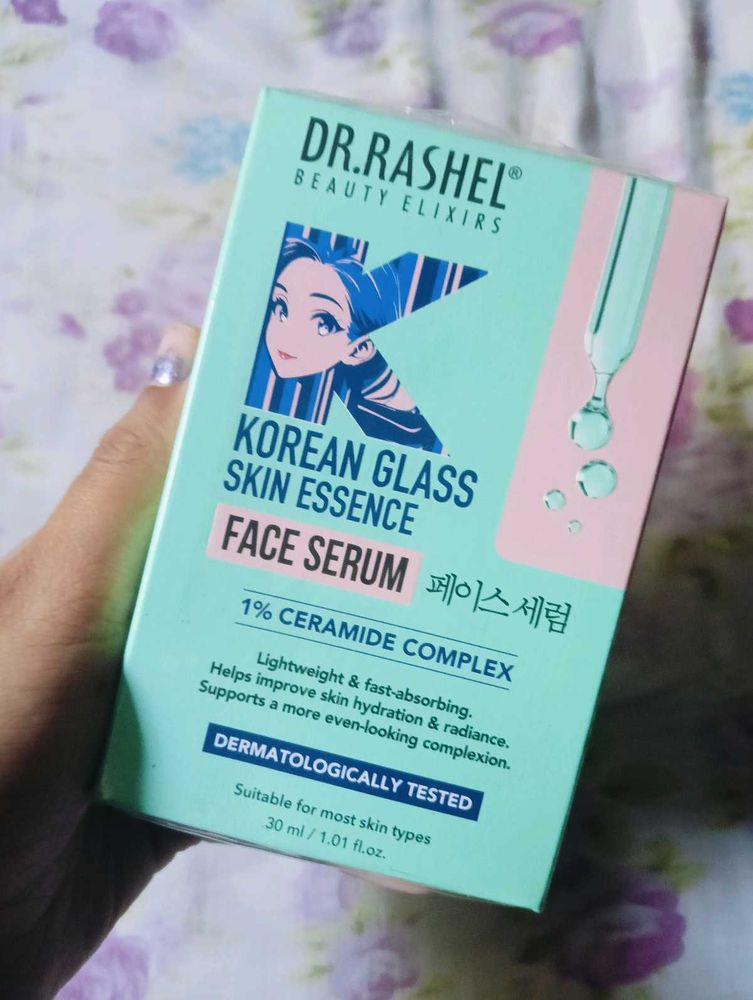 DR.RASHEL®
BEAUTY ELIXIRS
K
KOREAN GLASS
SKIN ESSENCE
FACE SERUM
페이스 세럼
1% CERAMIDE COMPLEX
Lightweight & fast-absorbing.
Helps improve skin hydration & radiance.
Supports a more even-looking complexion.
DERMATOLOGICALLY TESTED
Suitable for most skin types
30 ml / 1.01 fl.oz.